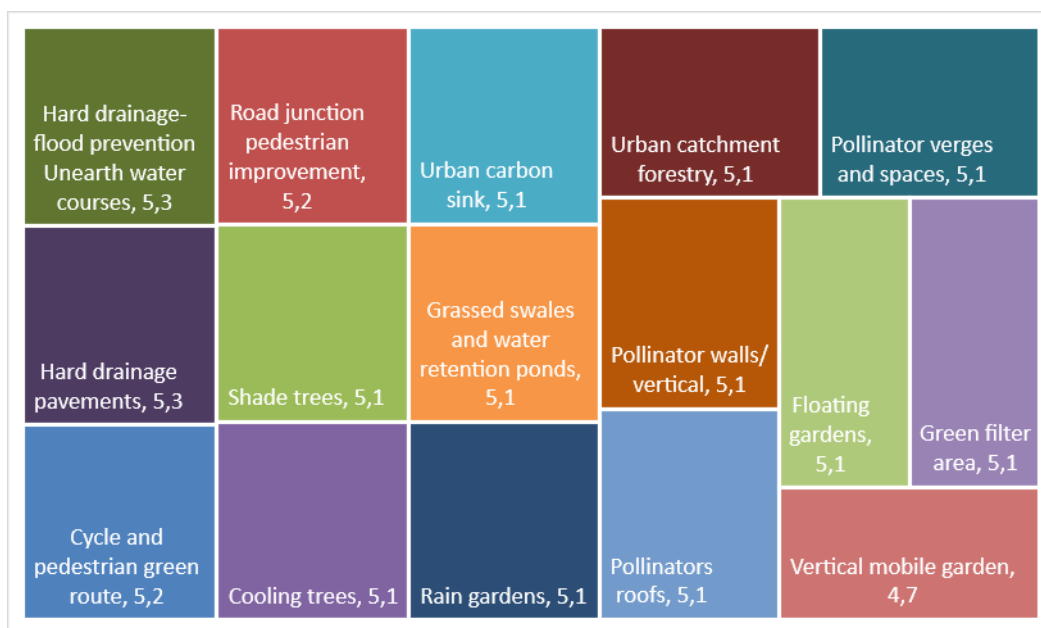 Hard drainage-
flood prevention
Unearth water
courses, 5,3
Road junction
pedestrian
improvement,
5,2
Urban carbon
sink, 5,1
Urban catchment
forestry, 5,1
Pollinator verges
and spaces, 5,1
Hard drainage
pavements, 5,3
Shade trees, 5,1
Grassed swales
and water
retention ponds,
5,1
Pollinator walls/
vertical, 5,1
Floating
gardens,
5,1
Green filter
area, 5,1
Cycle and
pedestrian green
route, 5,2
Cooling trees, 5,1
Rain gardens, 5,1
Pollinators
roofs, 5,1
Vertical mobile garden,
4,7